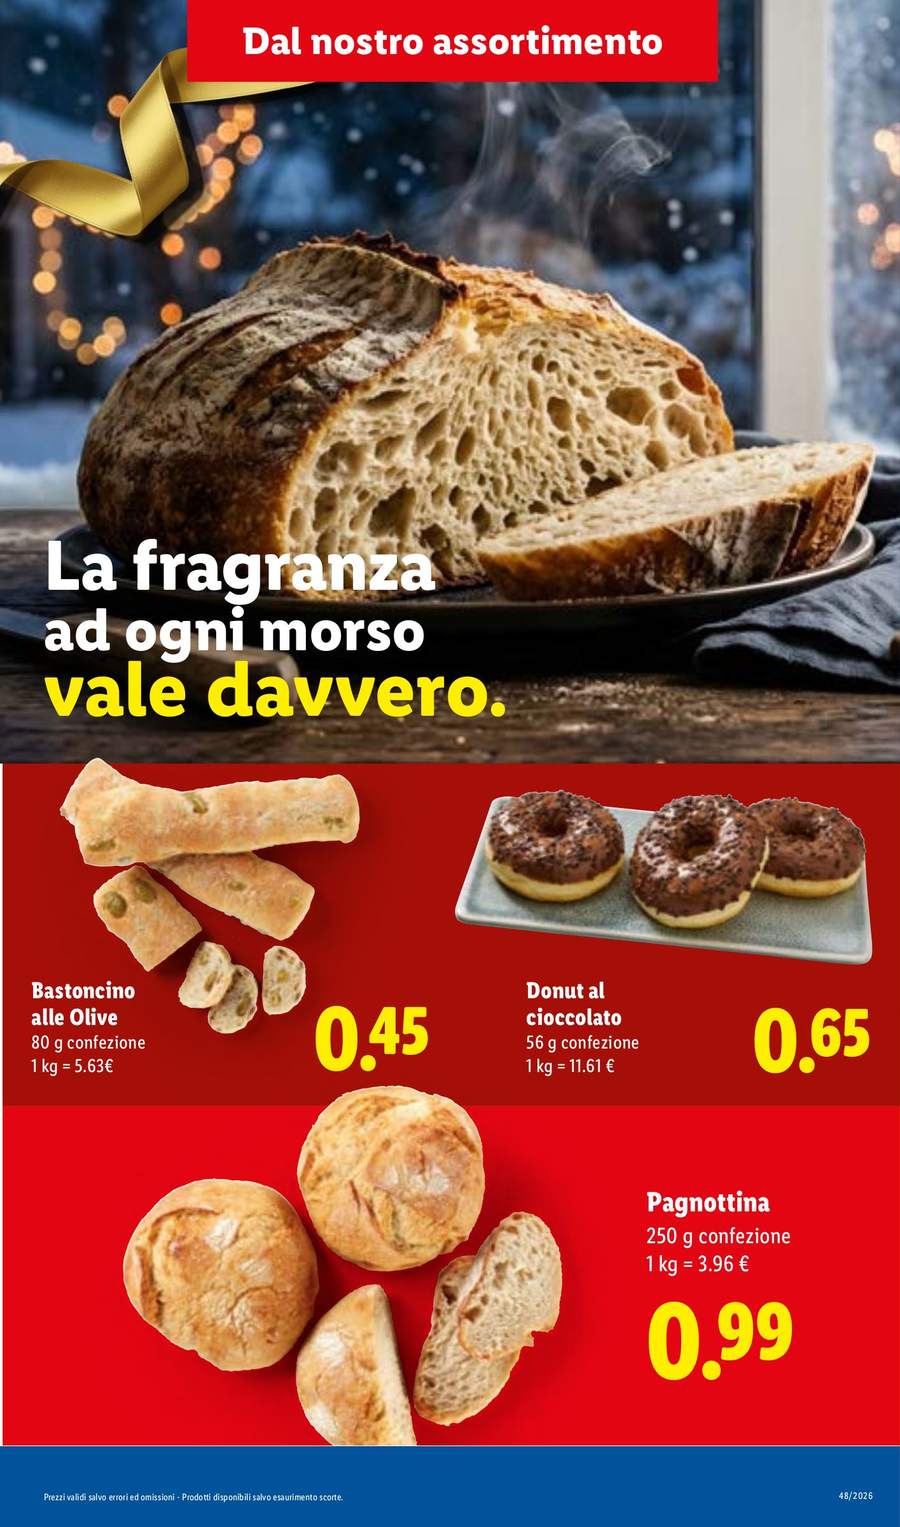 Dal nostro assortimento
La fragranza
ad ogni morso
vale davvero.
Bastoncino
alle Olive
80 g confezione
1 kg = 5.63€
0.45
Donut al
cioccolato
56 g confezione
1 kg = 11.61 €
0.65
Pagnottina
250 g confezione
1 kg = 3.96 €
0.99
Prezzi validi salvo errori ed omissioni - Prodotti disponibili salvo esaurimento scorte.
48/2026